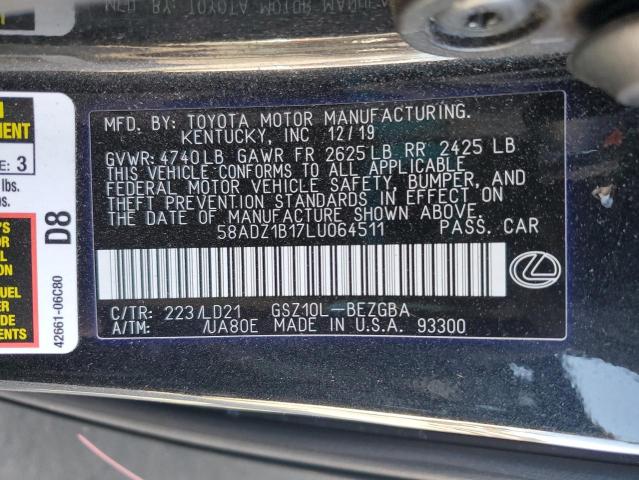 MFD. BY: TOYOTA MOTOR MANUFACTURING.
KENTUCKY, INC 12/19
GVWR: 4740LB GAWR FR 2625LB RR 2425 LB
THIS VEHICLE CONFORMS TO ALL APPLICABLE
FEDERAL MOTOR VEHICLE SAFETY, BUMPER, AND
THEFT PREVENTION STANDARDS IN EFFECT ON
THE DATE OF MANUFACTURE SHOWN ABOVE.
58ADZ1B17LU064511 PASS. CAR
C/TR: 223/LD21 GSZ10L-BEZGBA
A/TM: /UA80E MADE IN U.S.A. 93300
E: 3
lbs.
D8
42661-06C80